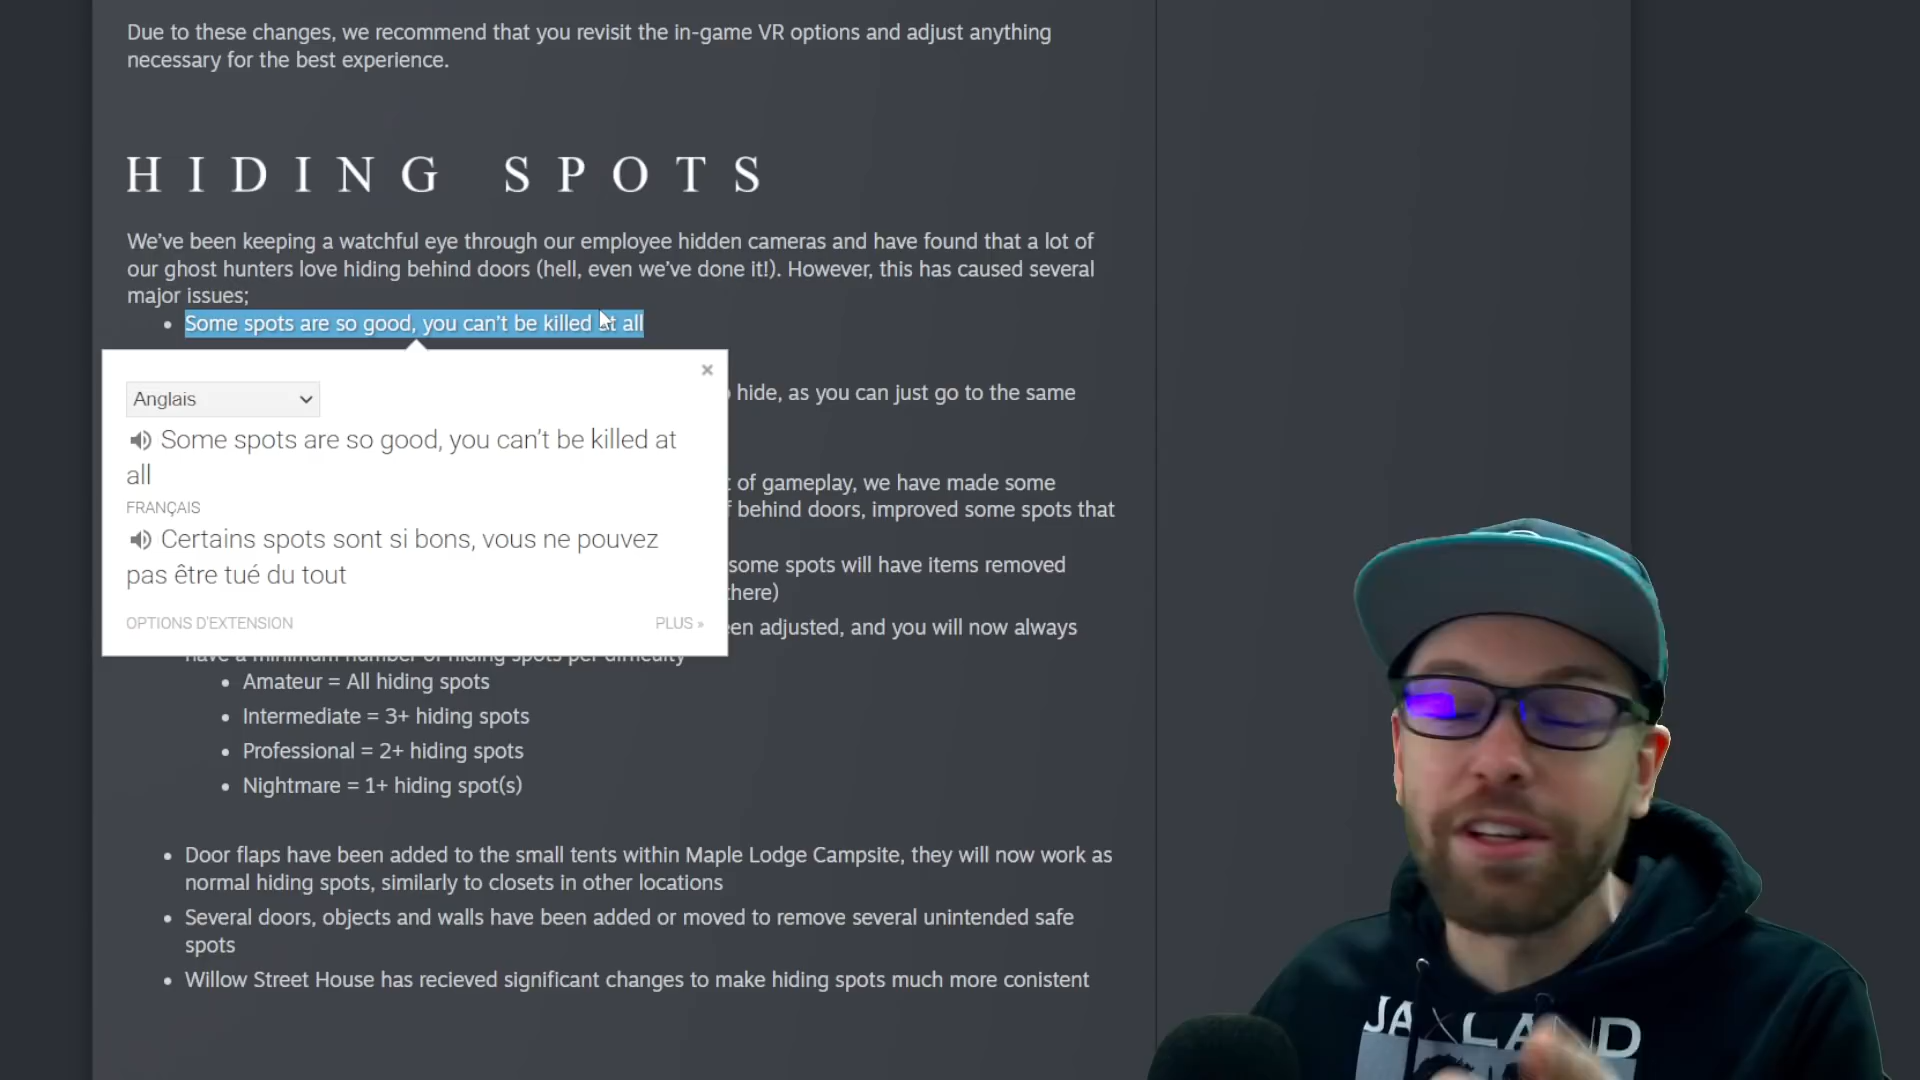 Due to these changes, we recommend that you revisit the in-game VR options and adjust anything
necessary for the best experience.
HIDING SPOTS
We've been keeping a watchful eye through our employee hidden cameras and have found that a lot of
our ghost hunters love hiding behind doors (hell, even we've done it!). However, this has caused several
major issues;
Some spots are so good, you can't be killed at all
Anglais
Some spots are so good, you can't be killed at
all
FRANÇAIS
Certains spots sont si bons, vous ne pouvez
pas être tué du tout
OPTIONS D'EXTENSION
PLUS »
hide, as you can just go to the same
of gameplay, we have made some
behind doors, improved some spots that
some spots will have items removed
there)
en adjusted, and you will now always
have a minimum number of hiding spots per difficulty
Amateur = All hiding spots
Intermediate = 3+ hiding spots
Professional = 2+ hiding spots
Nightmare = 1+ hiding spot(s)
Door flaps have been added to the small tents within Maple Lodge Campsite, they will now work as
normal hiding spots, similarly to closets in other locations
Several doors, objects and walls have been added or moved to remove several unintended safe
spots
Willow Street House has recieved significant changes to make hiding spots much more conistent